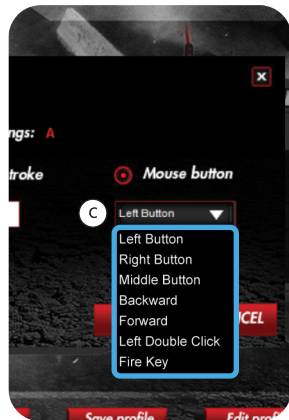 ngs: A
troke
Mouse button
C
Left Button
Left Button
Right Button
Middle Button
Backward
Forward
Left Double Click
Fire Key
CEL
Save profile
Edit prof